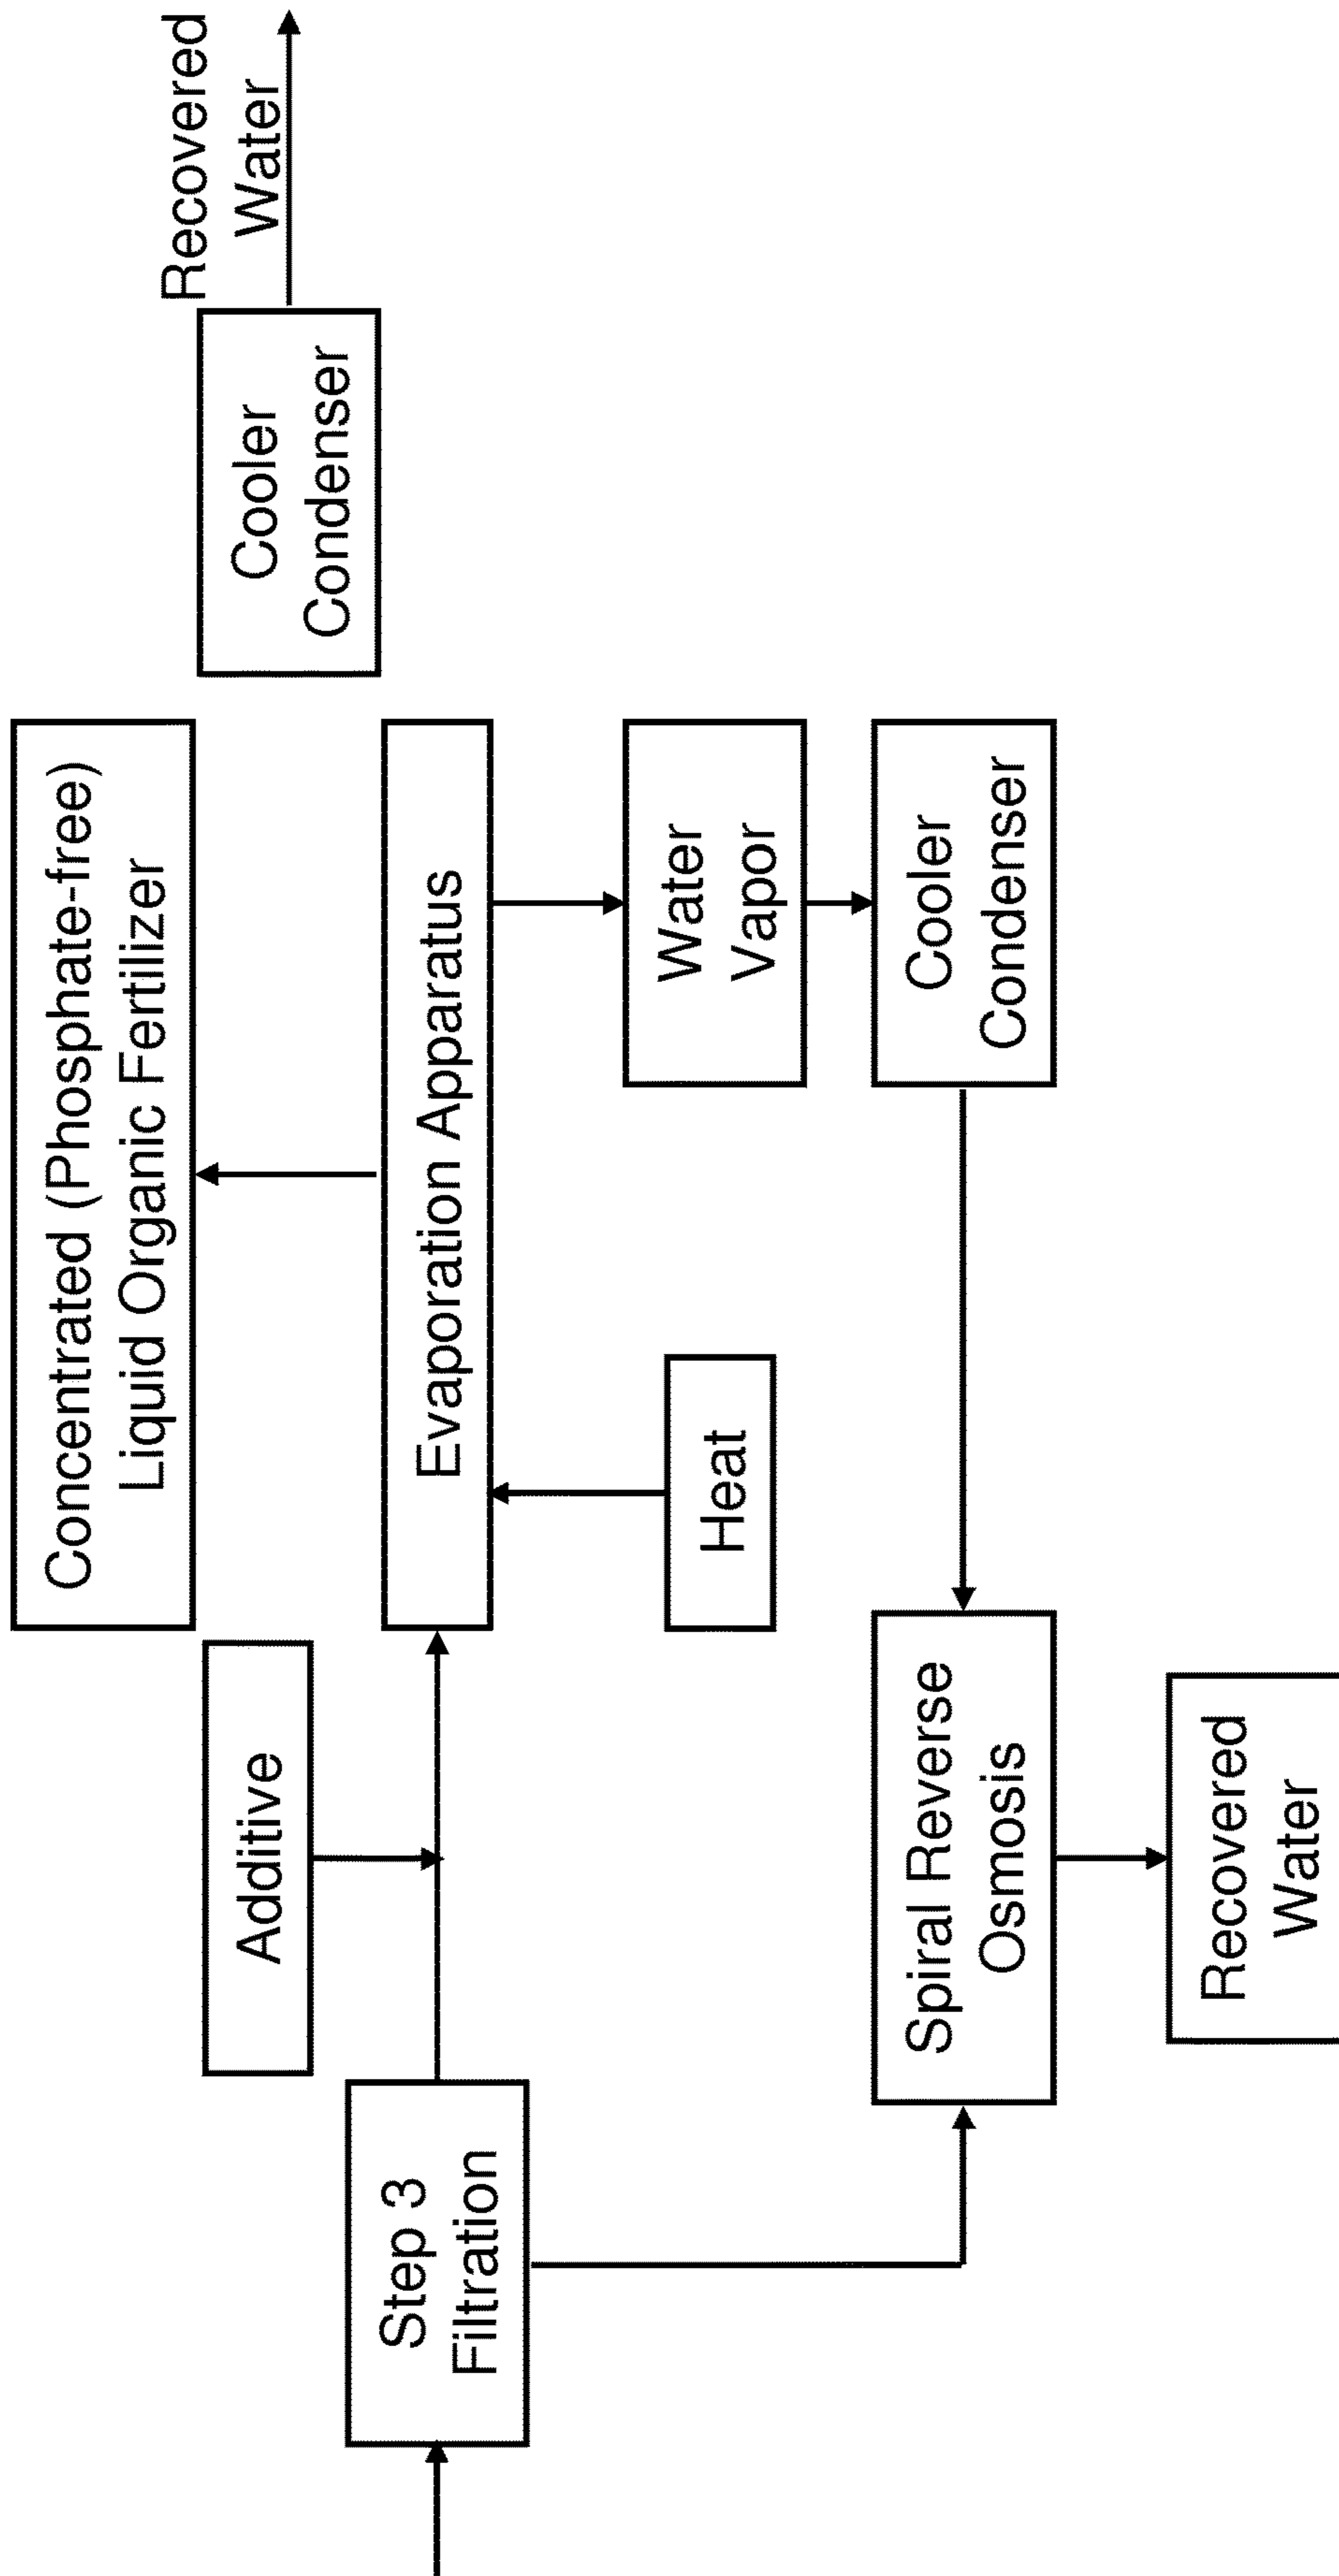 Concentrated (Phosphate-free)
Liquid Organic Fertilizer
Recovered
Water
Additive
Cooler
Condenser
Step 3
Filtration
Evaporation Apparatus
Heat
Water
Vapor
Spiral Reverse
Osmosis
Cooler
Condenser
Recovered
Water